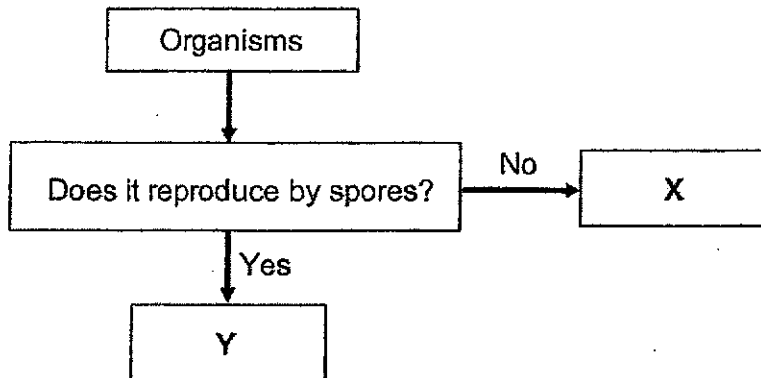 Organisms
Does it reproduce by spores?
No
X
Yes
Y